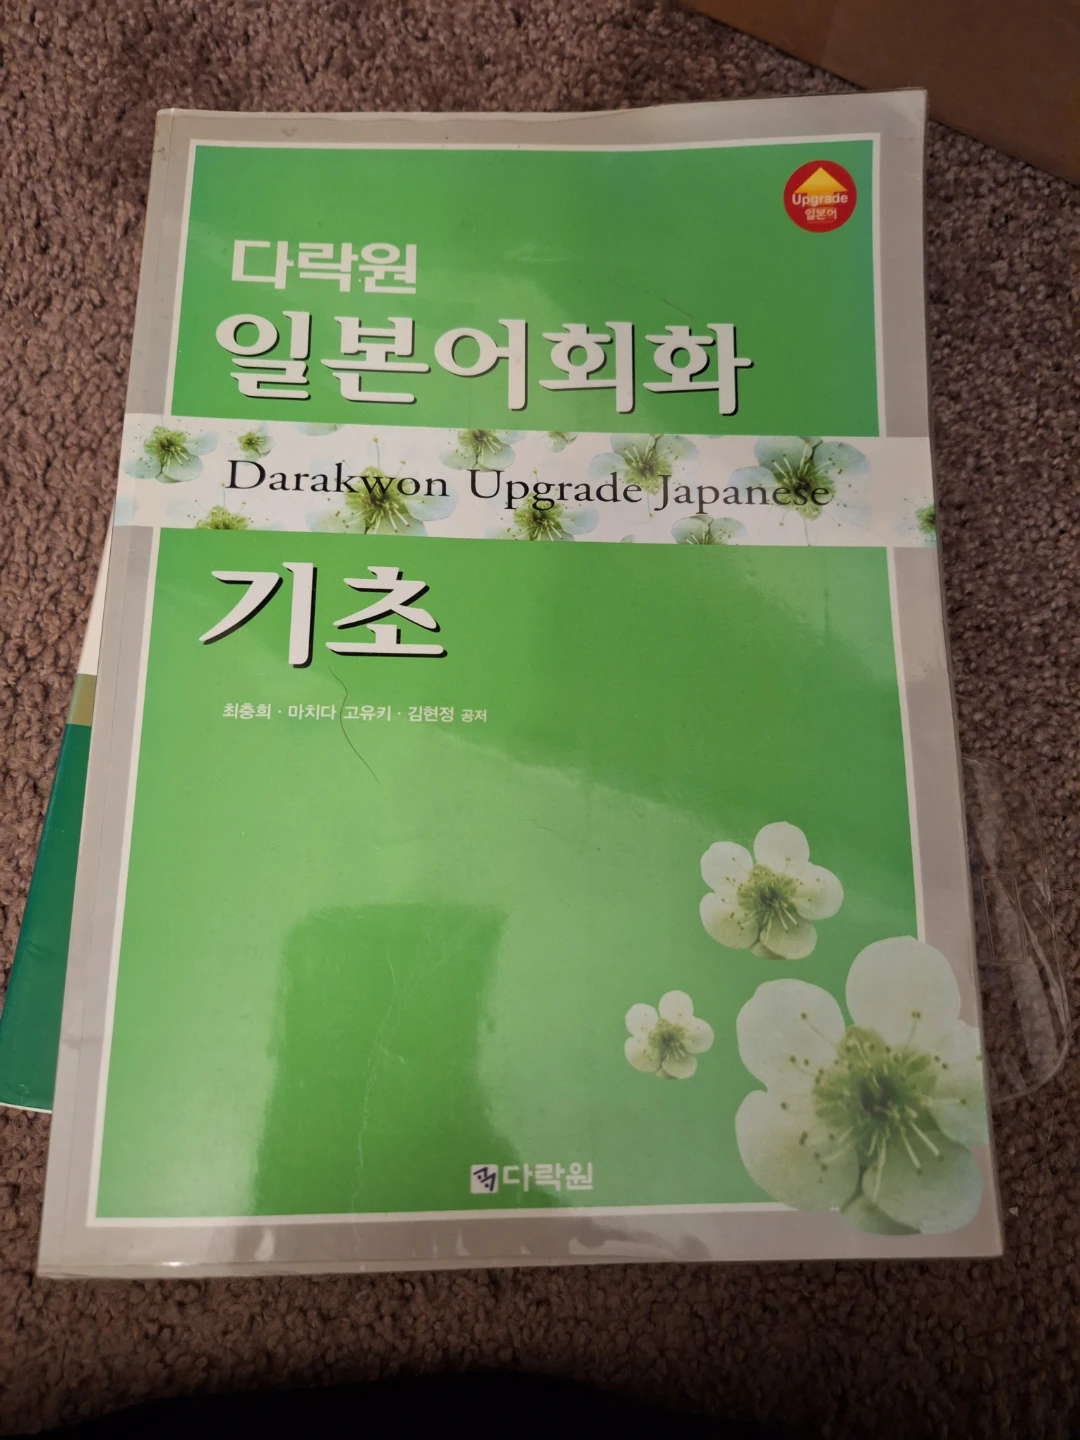 Upgrade
일본어
다락원
일본어회화
Darakwon Upgrade Japanese
기초
최충희 · 마치다 고유키 · 김현정 공저
다락원